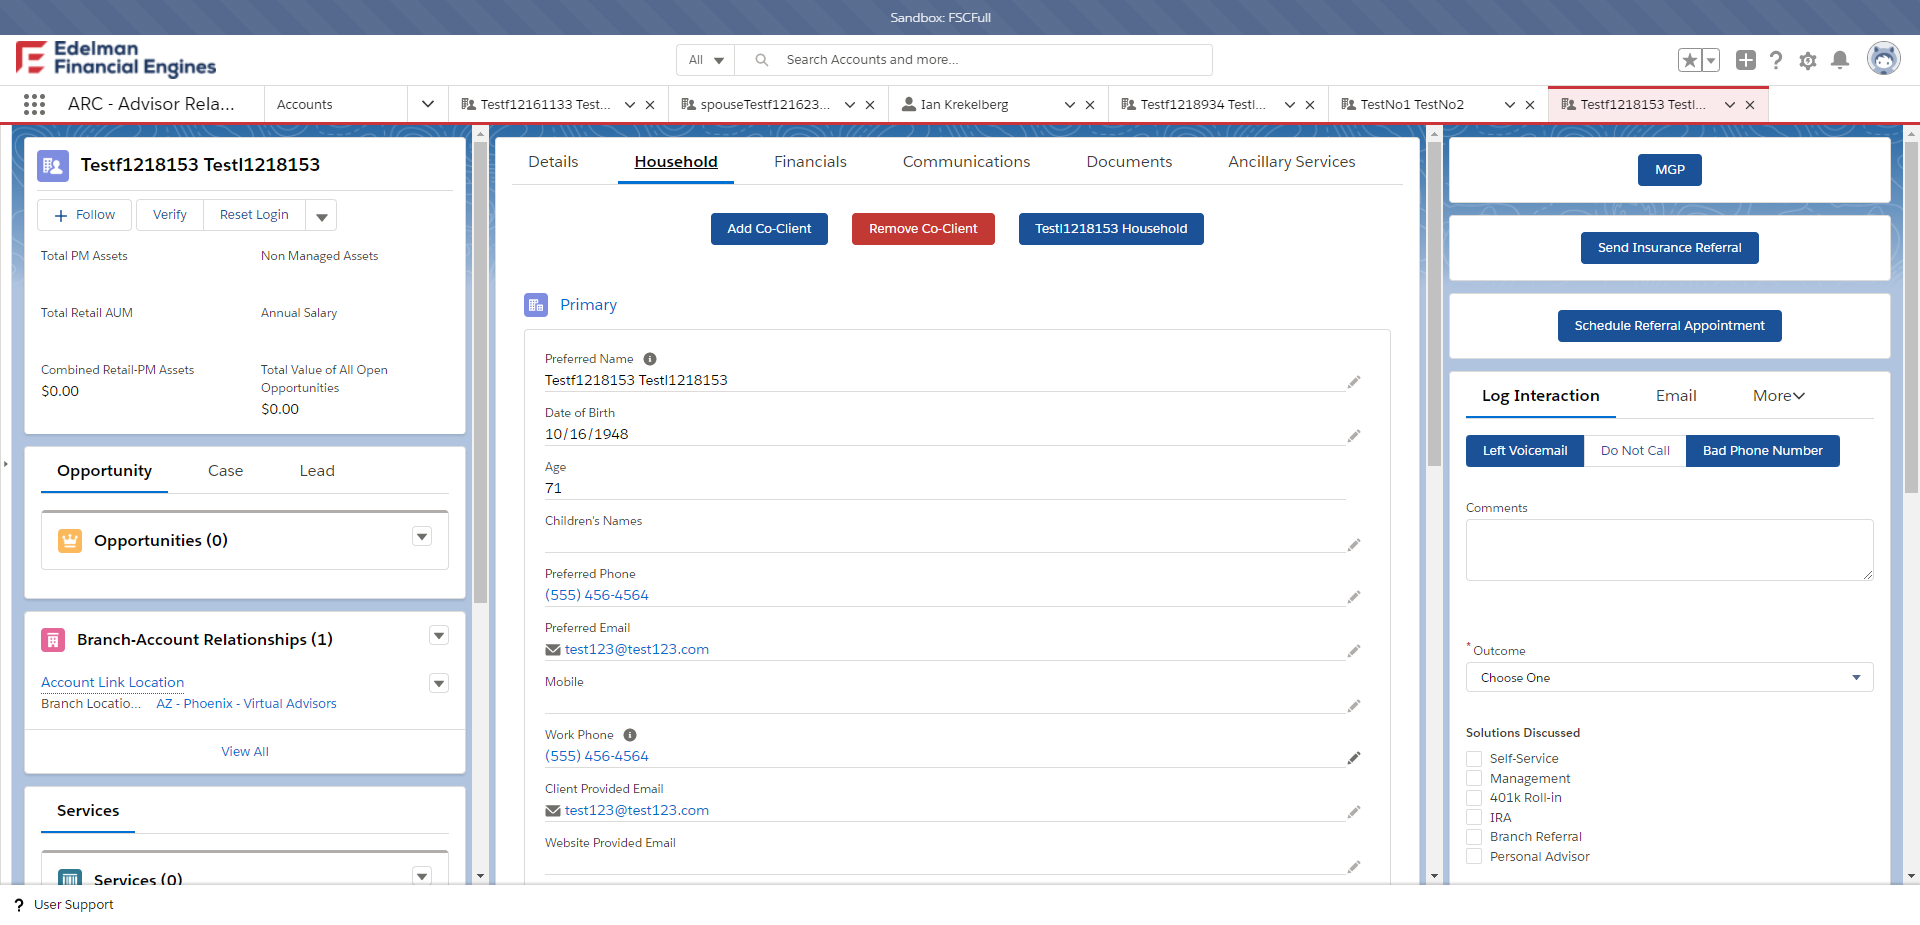 Sandbox: FSCFull
Edelman
Financial Engines
All
Search Accounts and more...
ARC - Advisor Rela...
Accounts
Testf12161133 Test...
spouseTestf121623...
Ian Krekelberg
Testf1218934 Testl...
TestNo1 TestNo2
Testf1218153 Testl...
Testf1218153 Testl1218153
Follow
Verify
Reset Login
Total PM Assets
Non Managed Assets
Total Retail AUM
Annual Salary
Combined Retail-PM Assets
$0.00
Total Value of All Open
Opportunities
$0.00
Opportunity
Case
Lead
Opportunities (0)
Branch-Account Relationships (1)
Account Link Location
Branch Locatio...
AZ - Phoenix - Virtual Advisors
View All
Services
Services (0)
Details
Household
Financials
Communications
Documents
Ancillary Services
Add Co-Client
Remove Co-Client
Testl1218153 Household
Primary
Preferred Name
Testf1218153 Testl1218153
Date of Birth
10/16/1948
Age
71
Children's Names
Preferred Phone
(555) 456-4564
Preferred Email
test123@test123.com
Mobile
Work Phone
(555) 456-4564
Client Provided Email
test123@test123.com
Website Provided Email
MGP
Send Insurance Referral
Schedule Referral Appointment
Log Interaction
Email
More
Left Voicemail
Do Not Call
Bad Phone Number
Comments
* Outcome
Choose One
Solutions Discussed
Self-Service
Management
401k Roll-in
IRA
Branch Referral
Personal Advisor
? User Support